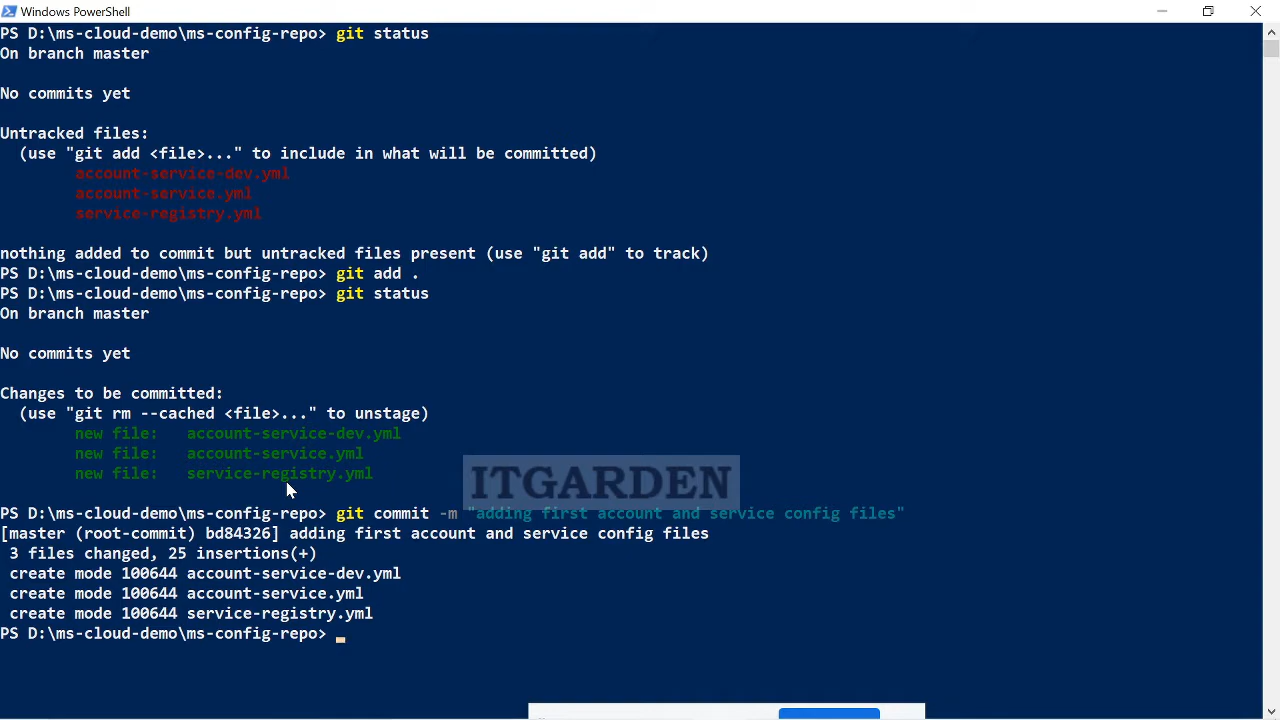 Windows PowerShell
PS D:\ms-cloud-demo\ms-config-repo> git status
On branch master
No commits yet
Untracked files:
(use "git add <file>..." to include in what will be committed)
account-service-dev.yml
account-service.yml
service-registry.yml
nothing added to commit but untracked files present (use "git add" to track)
PS D:\ms-cloud-demo\ms-config-repo> git add .
PS D:\ms-cloud-demo\ms-config-repo> git status
On branch master
No commits yet
Changes to be committed:
(use "git rm --cached <file>..." to unstage)
new file:   account-service-dev.yml
new file:   account-service.yml
new file:   service-registry.yml
ITGARDEN
PS D:\ms-cloud-demo\ms-config-repo> git commit -m "adding first account and service config files"
[master (root-commit) bd84326] adding first account and service config files
3 files changed, 25 insertions(+)
create mode 100644 account-service-dev.yml
create mode 100644 account-service.yml
create mode 100644 service-registry.yml
PS D:\ms-cloud-demo\ms-config-repo>